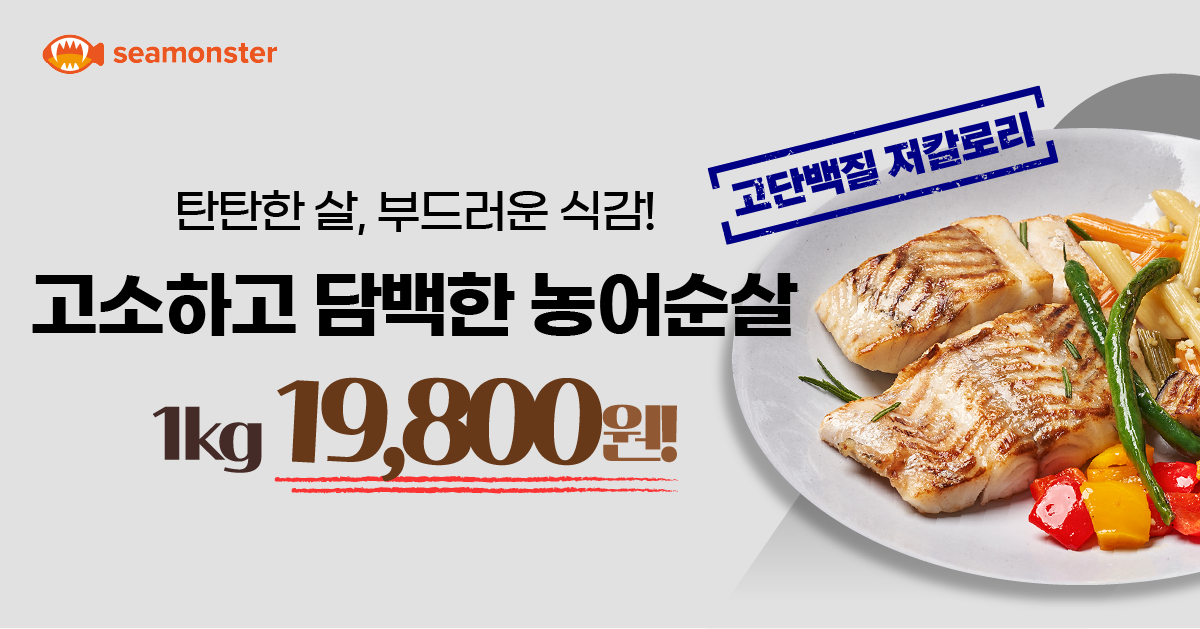 seamonster
고단백질 저칼로리
탄탄한 살, 부드러운 식감!
고소하고 담백한 농어순살
1kg 19,800원!